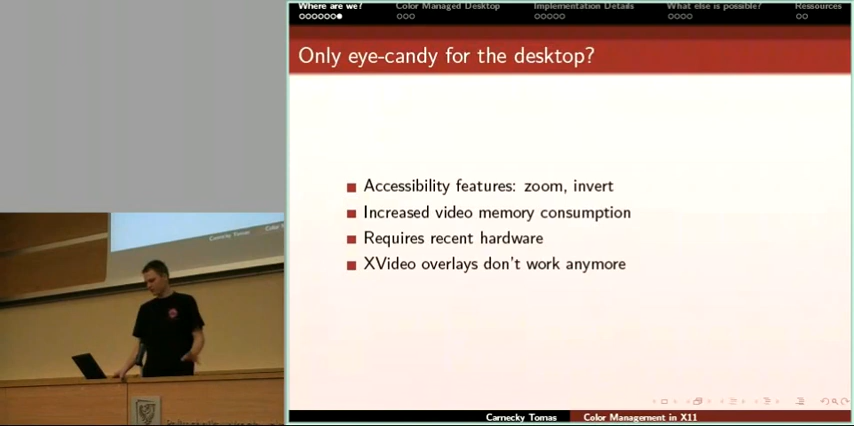 Where are we?
Color Managed Desktop
Implementation Details
What else is possible?
Ressources
Only eye-candy for the desktop?
Accessibility features: zoom, invert
Increased video memory consumption
Requires recent hardware
XVideo overlays don't work anymore
Carnecky Tomas
Color Management in X11
Carnecky Tomas